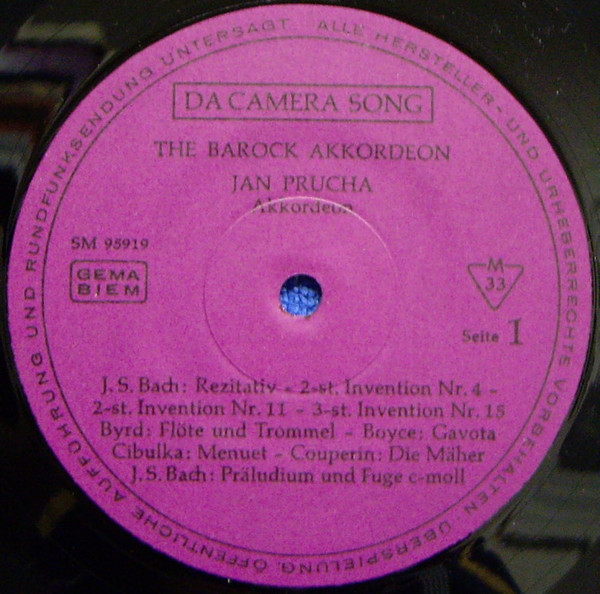 ALLE HERSTELLER- UND URHEBERRECHTE VORBEHALTEN ÜBERSPIELUNG, ÖFFENTLICHE AUFFÜHRUNG UND RUNDFUNKSENDUNG UNTERSAGT
DA CAMERA SONG
THE BAROCK AKKORDEON
JAN PRUCHA
Akkordeon
SM 95919
GEMA
BIEM
M
33
Seite 1
J. S. Bach: Rezitativ - 2-st. Invention Nr. 4 -
2-st. Invention Nr. 11 - 3-st. Invention Nr. 15
Byrd: Flöte und Trommel - Boyce: Gavota
Cibulka: Menuet - Couperin: Die Mäher
J. S. Bach: Präludium und Fuge c-moll